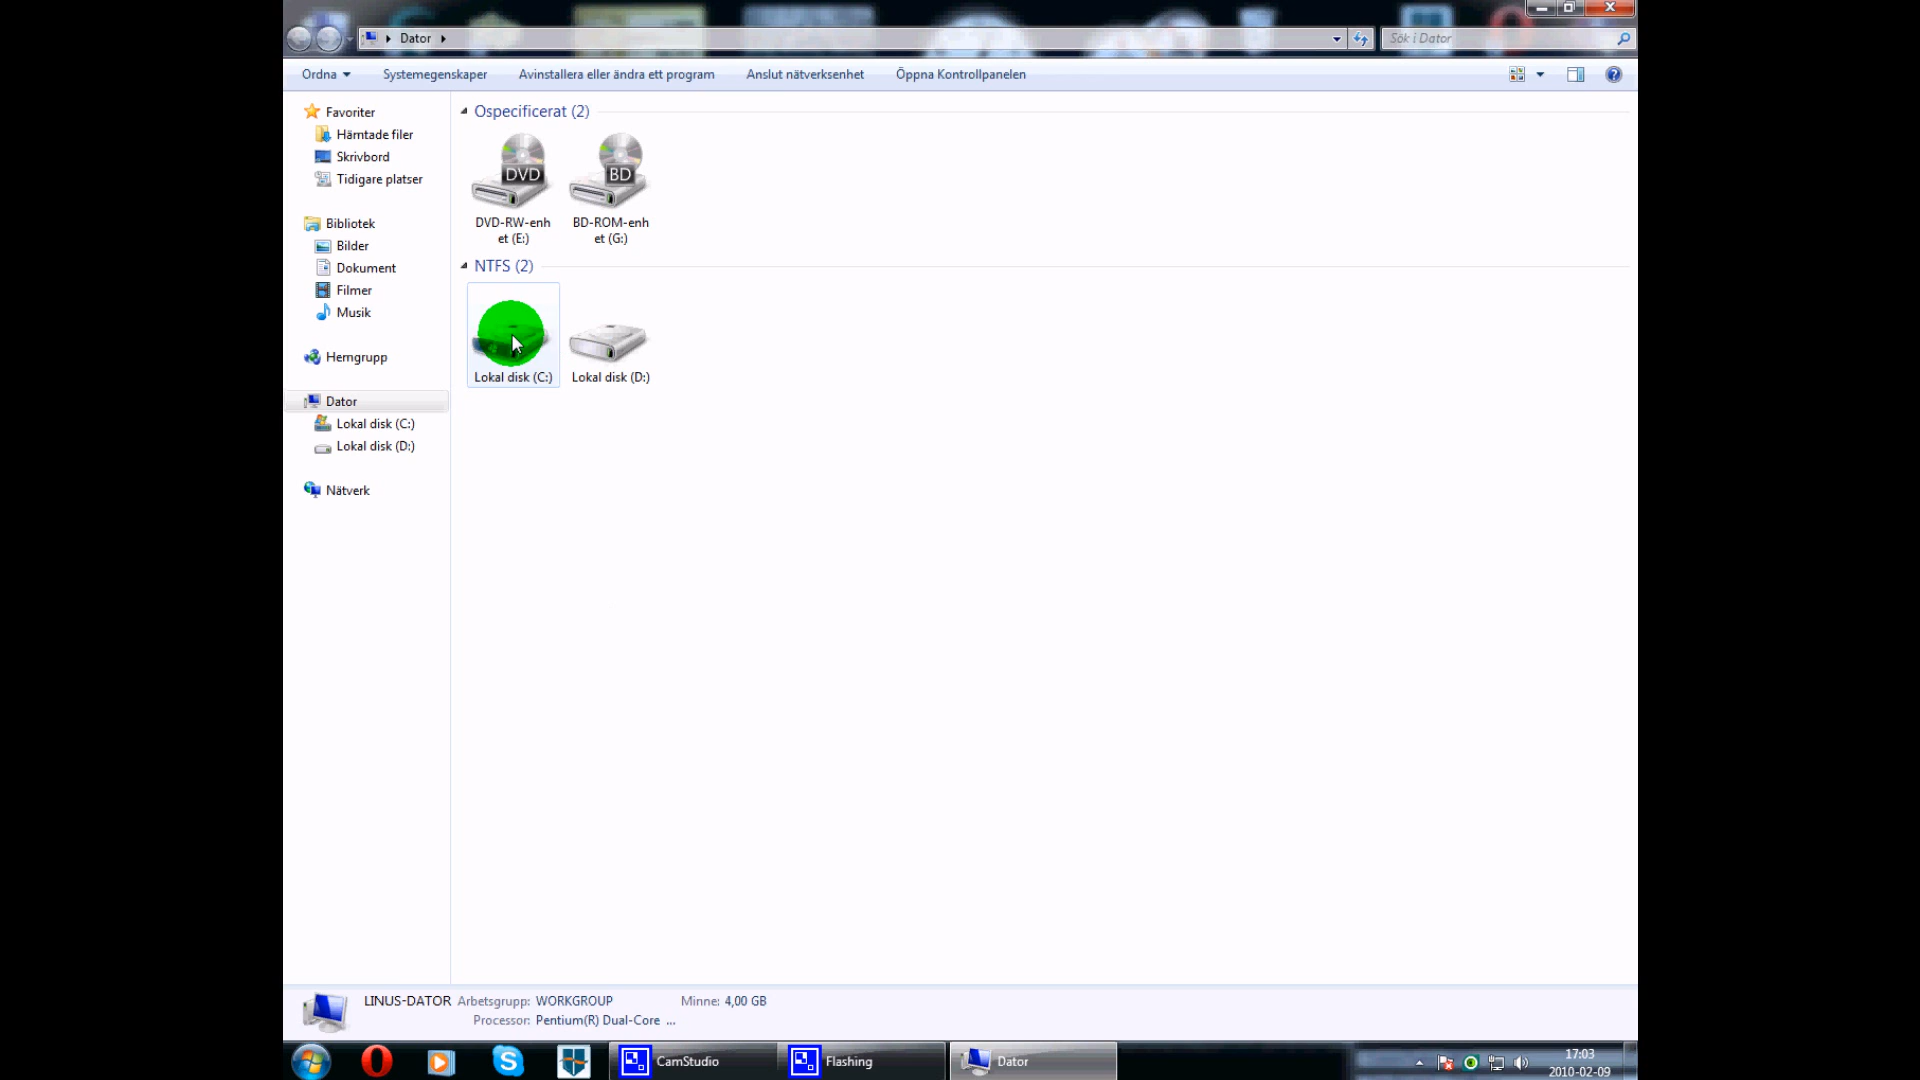 Dator
Sök i Dator
Ordna
Systemegenskaper
Avinstallera eller ändra ett program
Anslut nätverksenhet
Öppna Kontrollpanelen
Favoriter
Hämtade filer
Skrivbord
Tidigare platser
Bibliotek
Bilder
Dokument
Filmer
Musik
Hemgrupp
Dator
Lokal disk (C:)
Lokal disk (D:)
Nätverk
Ospecificerat (2)
DVD
BD
DVD-RW-enh
et (E:)
BD-ROM-enh
et (G:)
NTFS (2)
Lokal disk (C:)
Lokal disk (D:)
LINUS-DATOR Arbetsgrupp: WORKGROUP Minne: 4,00 GB
Processor: Pentium(R) Dual-Core ...
CamStudio
Flashing
Dator
17:03
2010-02-09